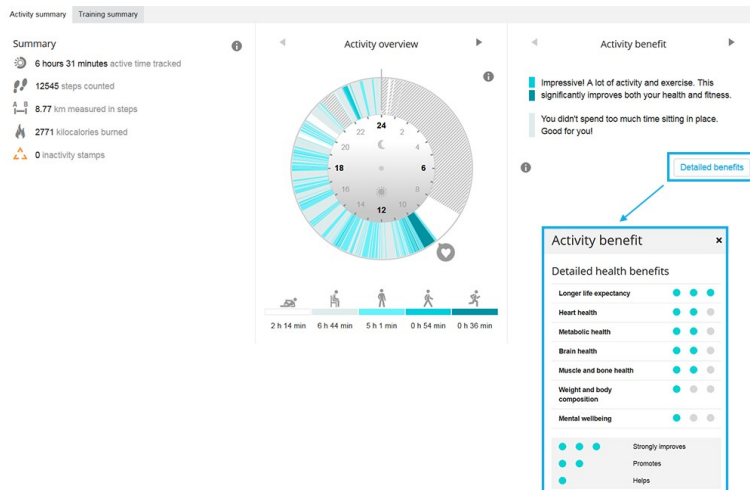 Activity summary
Training summary
Summary
6 hours 31 minutes active time tracked
12545 steps counted
A B
8.77 km measured in steps
2771 kilocalories burned
0 inactivity stamps
Activity overview
24
2
4
6
8
10
12
14
16
18
20
22
2 h 14 min
6 h 44 min
5 h 1 min
0 h 54 min
0 h 36 min
Activity benefit
Impressive! A lot of activity and exercise. This
significantly improves both your health and fitness.
You didn't spend too much time sitting in place.
Good for you!
Detailed benefits
Activity benefit
Detailed health benefits
Longer life expectancy
Heart health
Metabolic health
Brain health
Muscle and bone health
Weight and body
composition
Mental wellbeing
Strongly improves
Promotes
Helps